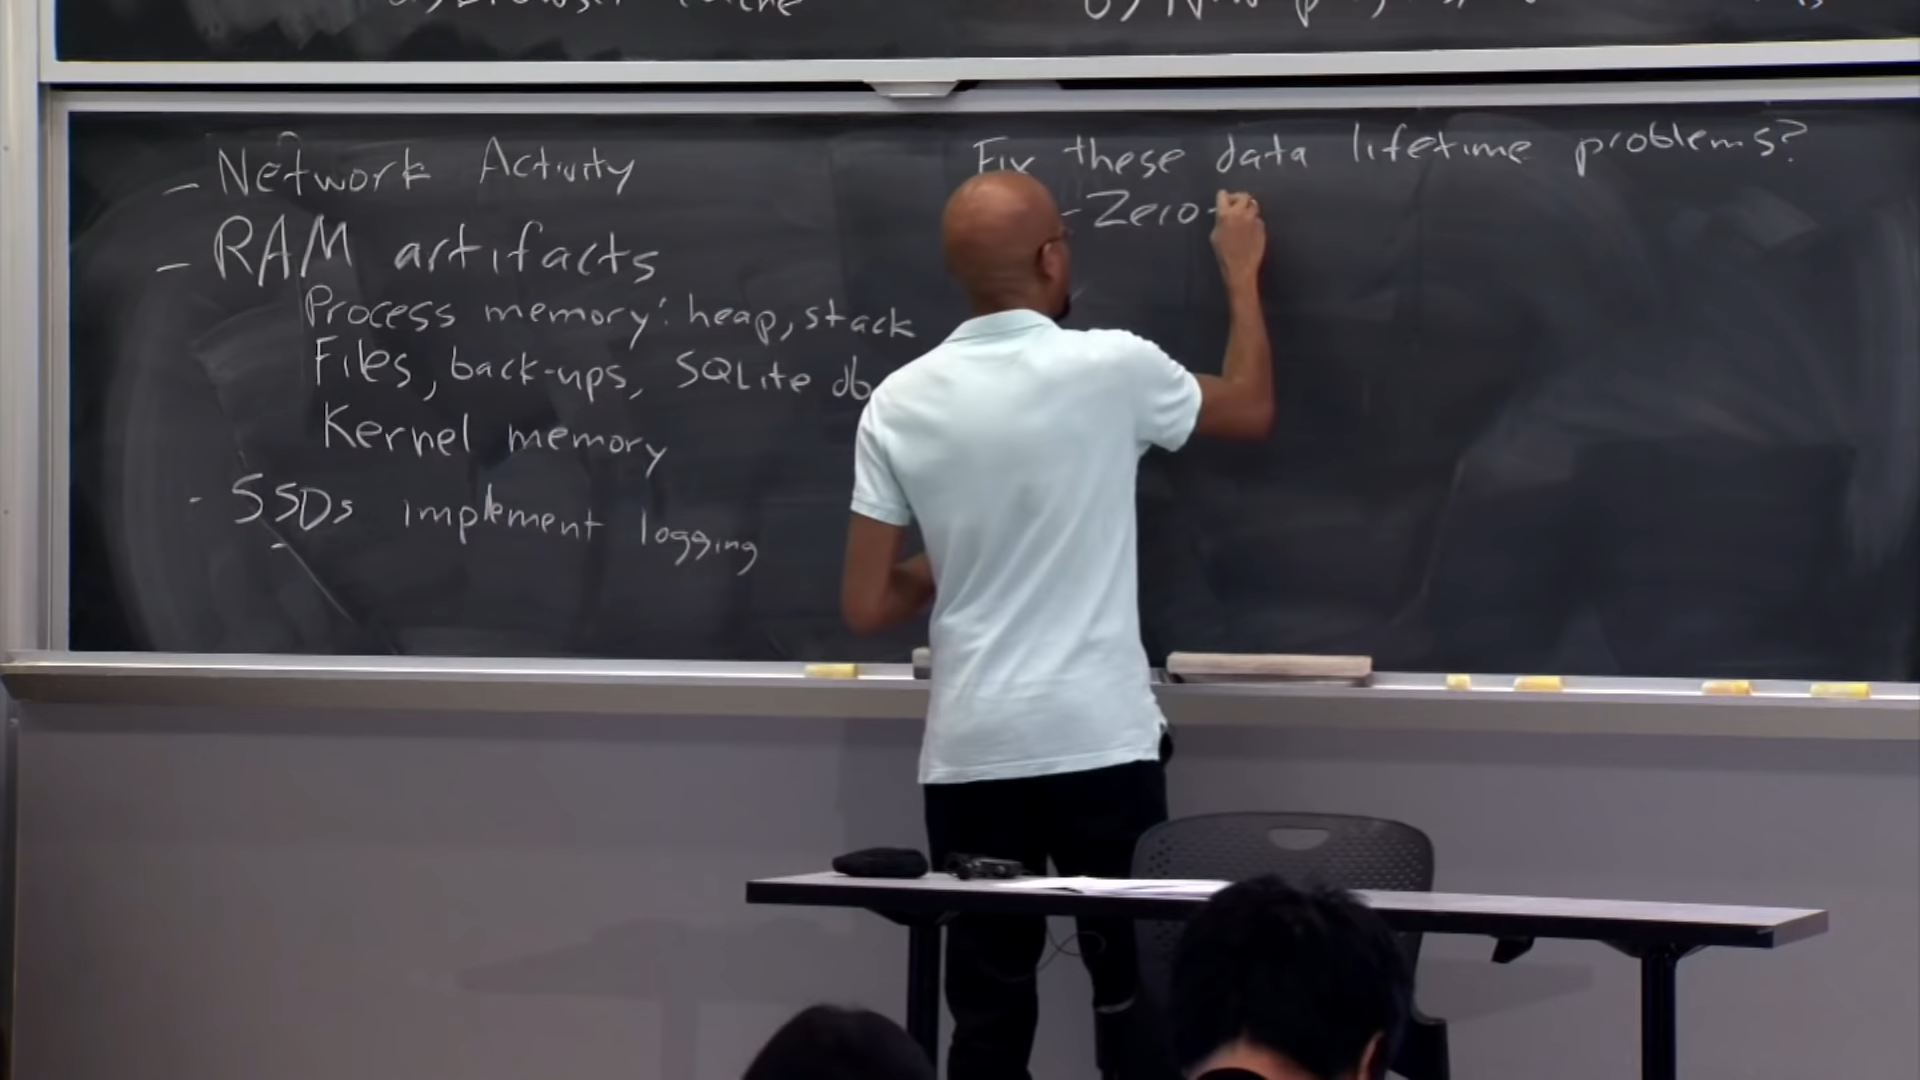 - Network Activity
- RAM artifacts
Process memory: heap, stack
Files, back-ups, SQLite db
Kernel memory
- SSDs implement logging
Fix these data lifetime problems?
- Zero